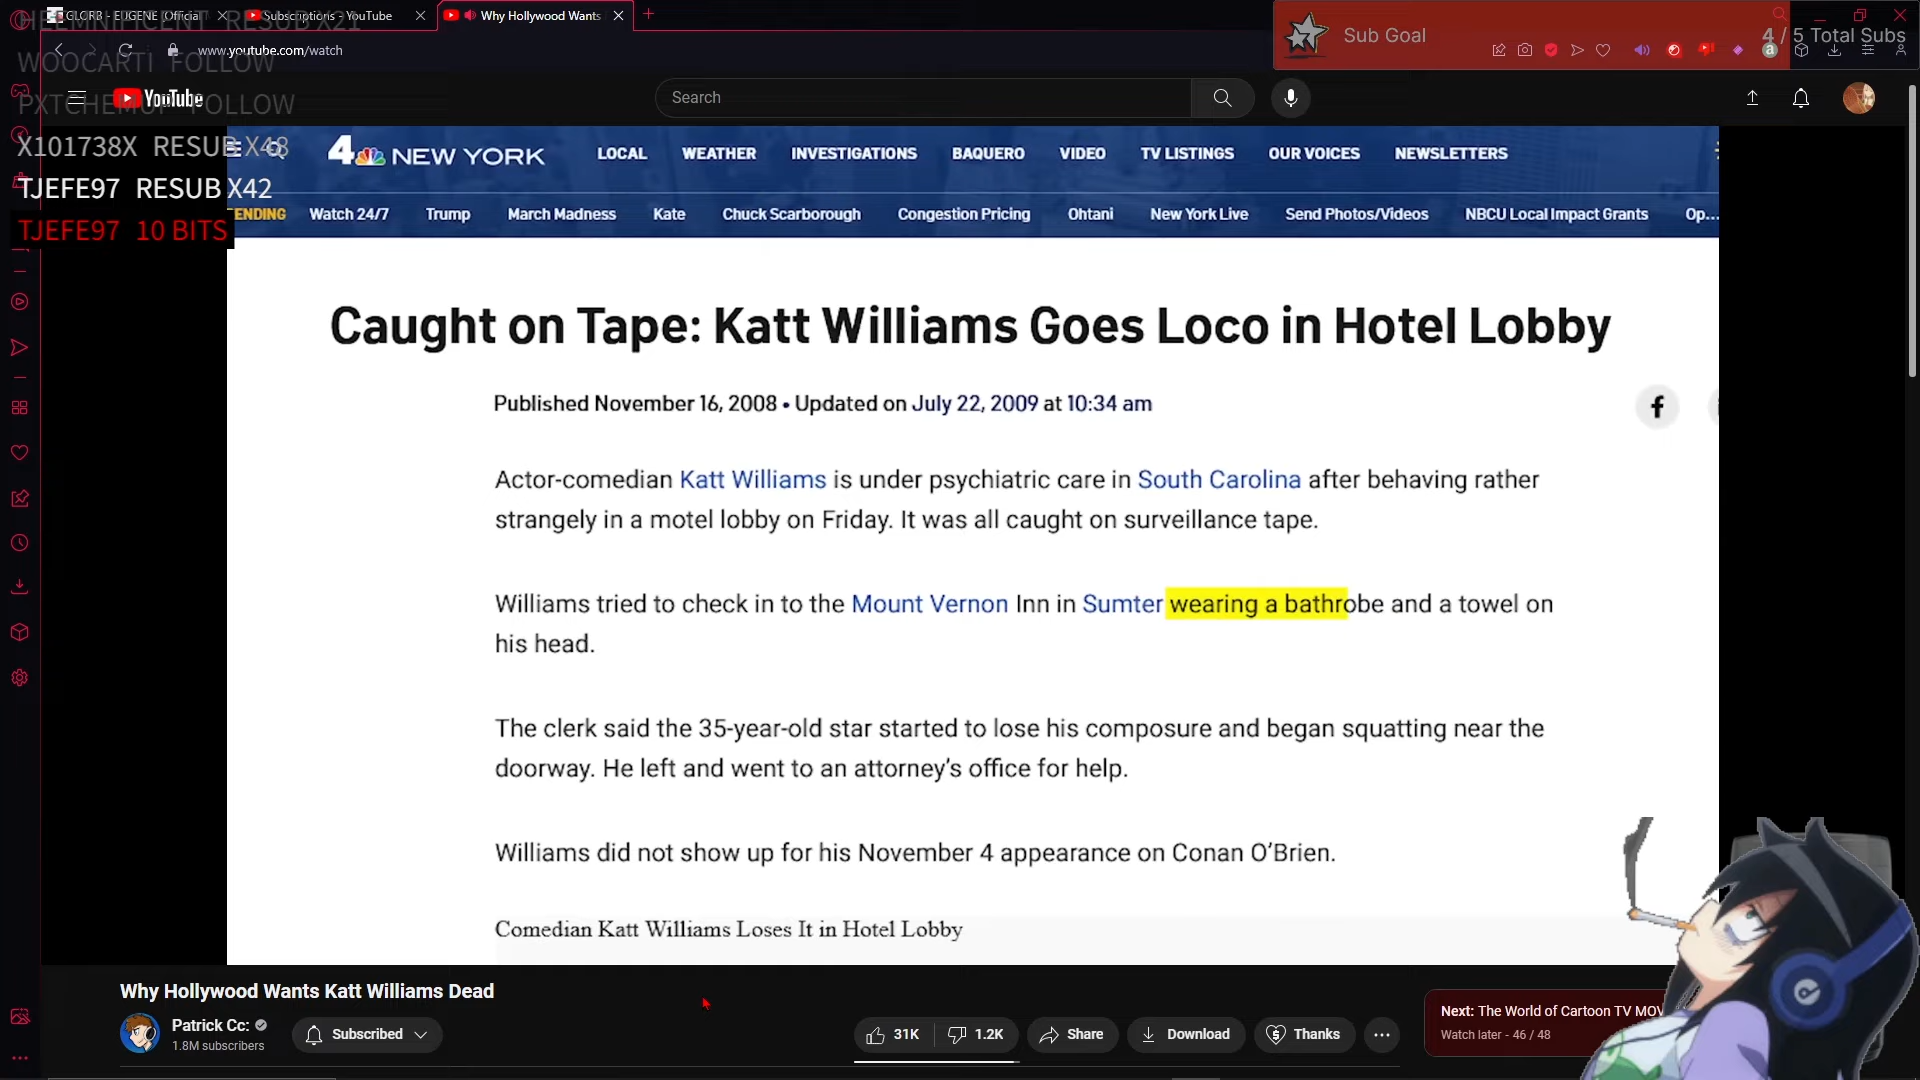 GLORB - EUGENE (Official
Subscriptions - YouTube
Why Hollywood Wants
HEEMNIFICENT RESUB X21
www.youtube.com/watch
WOOCARTI FOLLOW
Sub Goal
4 / 5 Total Subs
YouTube
Search
FOLLOW
X101738X RESUB X48
TJEFE97 RESUB X42
TJEFE97 10 BITS
4 NEW YORK
LOCAL WEATHER INVESTIGATIONS BAQUERO VIDEO TV LISTINGS OUR VOICES NEWSLETTERS
ENDING Watch 24/7 Trump March Madness Kate Chuck Scarborough Congestion Pricing Ohtani New York Live Send Photos/Videos NBCU Local Impact Grants Op...
Caught on Tape: Katt Williams Goes Loco in Hotel Lobby
Published November 16, 2008 • Updated on July 22, 2009 at 10:34 am
Actor-comedian Katt Williams is under psychiatric care in South Carolina after behaving rather
strangely in a motel lobby on Friday. It was all caught on surveillance tape.
Williams tried to check in to the Mount Vernon Inn in Sumter wearing a bathrobe and a towel on
his head.
The clerk said the 35-year-old star started to lose his composure and began squatting near the
doorway. He left and went to an attorney's office for help.
Williams did not show up for his November 4 appearance on Conan O'Brien.
Comedian Katt Williams Loses It in Hotel Lobby
Why Hollywood Wants Katt Williams Dead
Patrick Cc:
1.8M subscribers
Subscribed
31K
1.2K
Share
Download
Thanks
Next: The World of Cartoon TV MOV
Watch later - 46 / 48